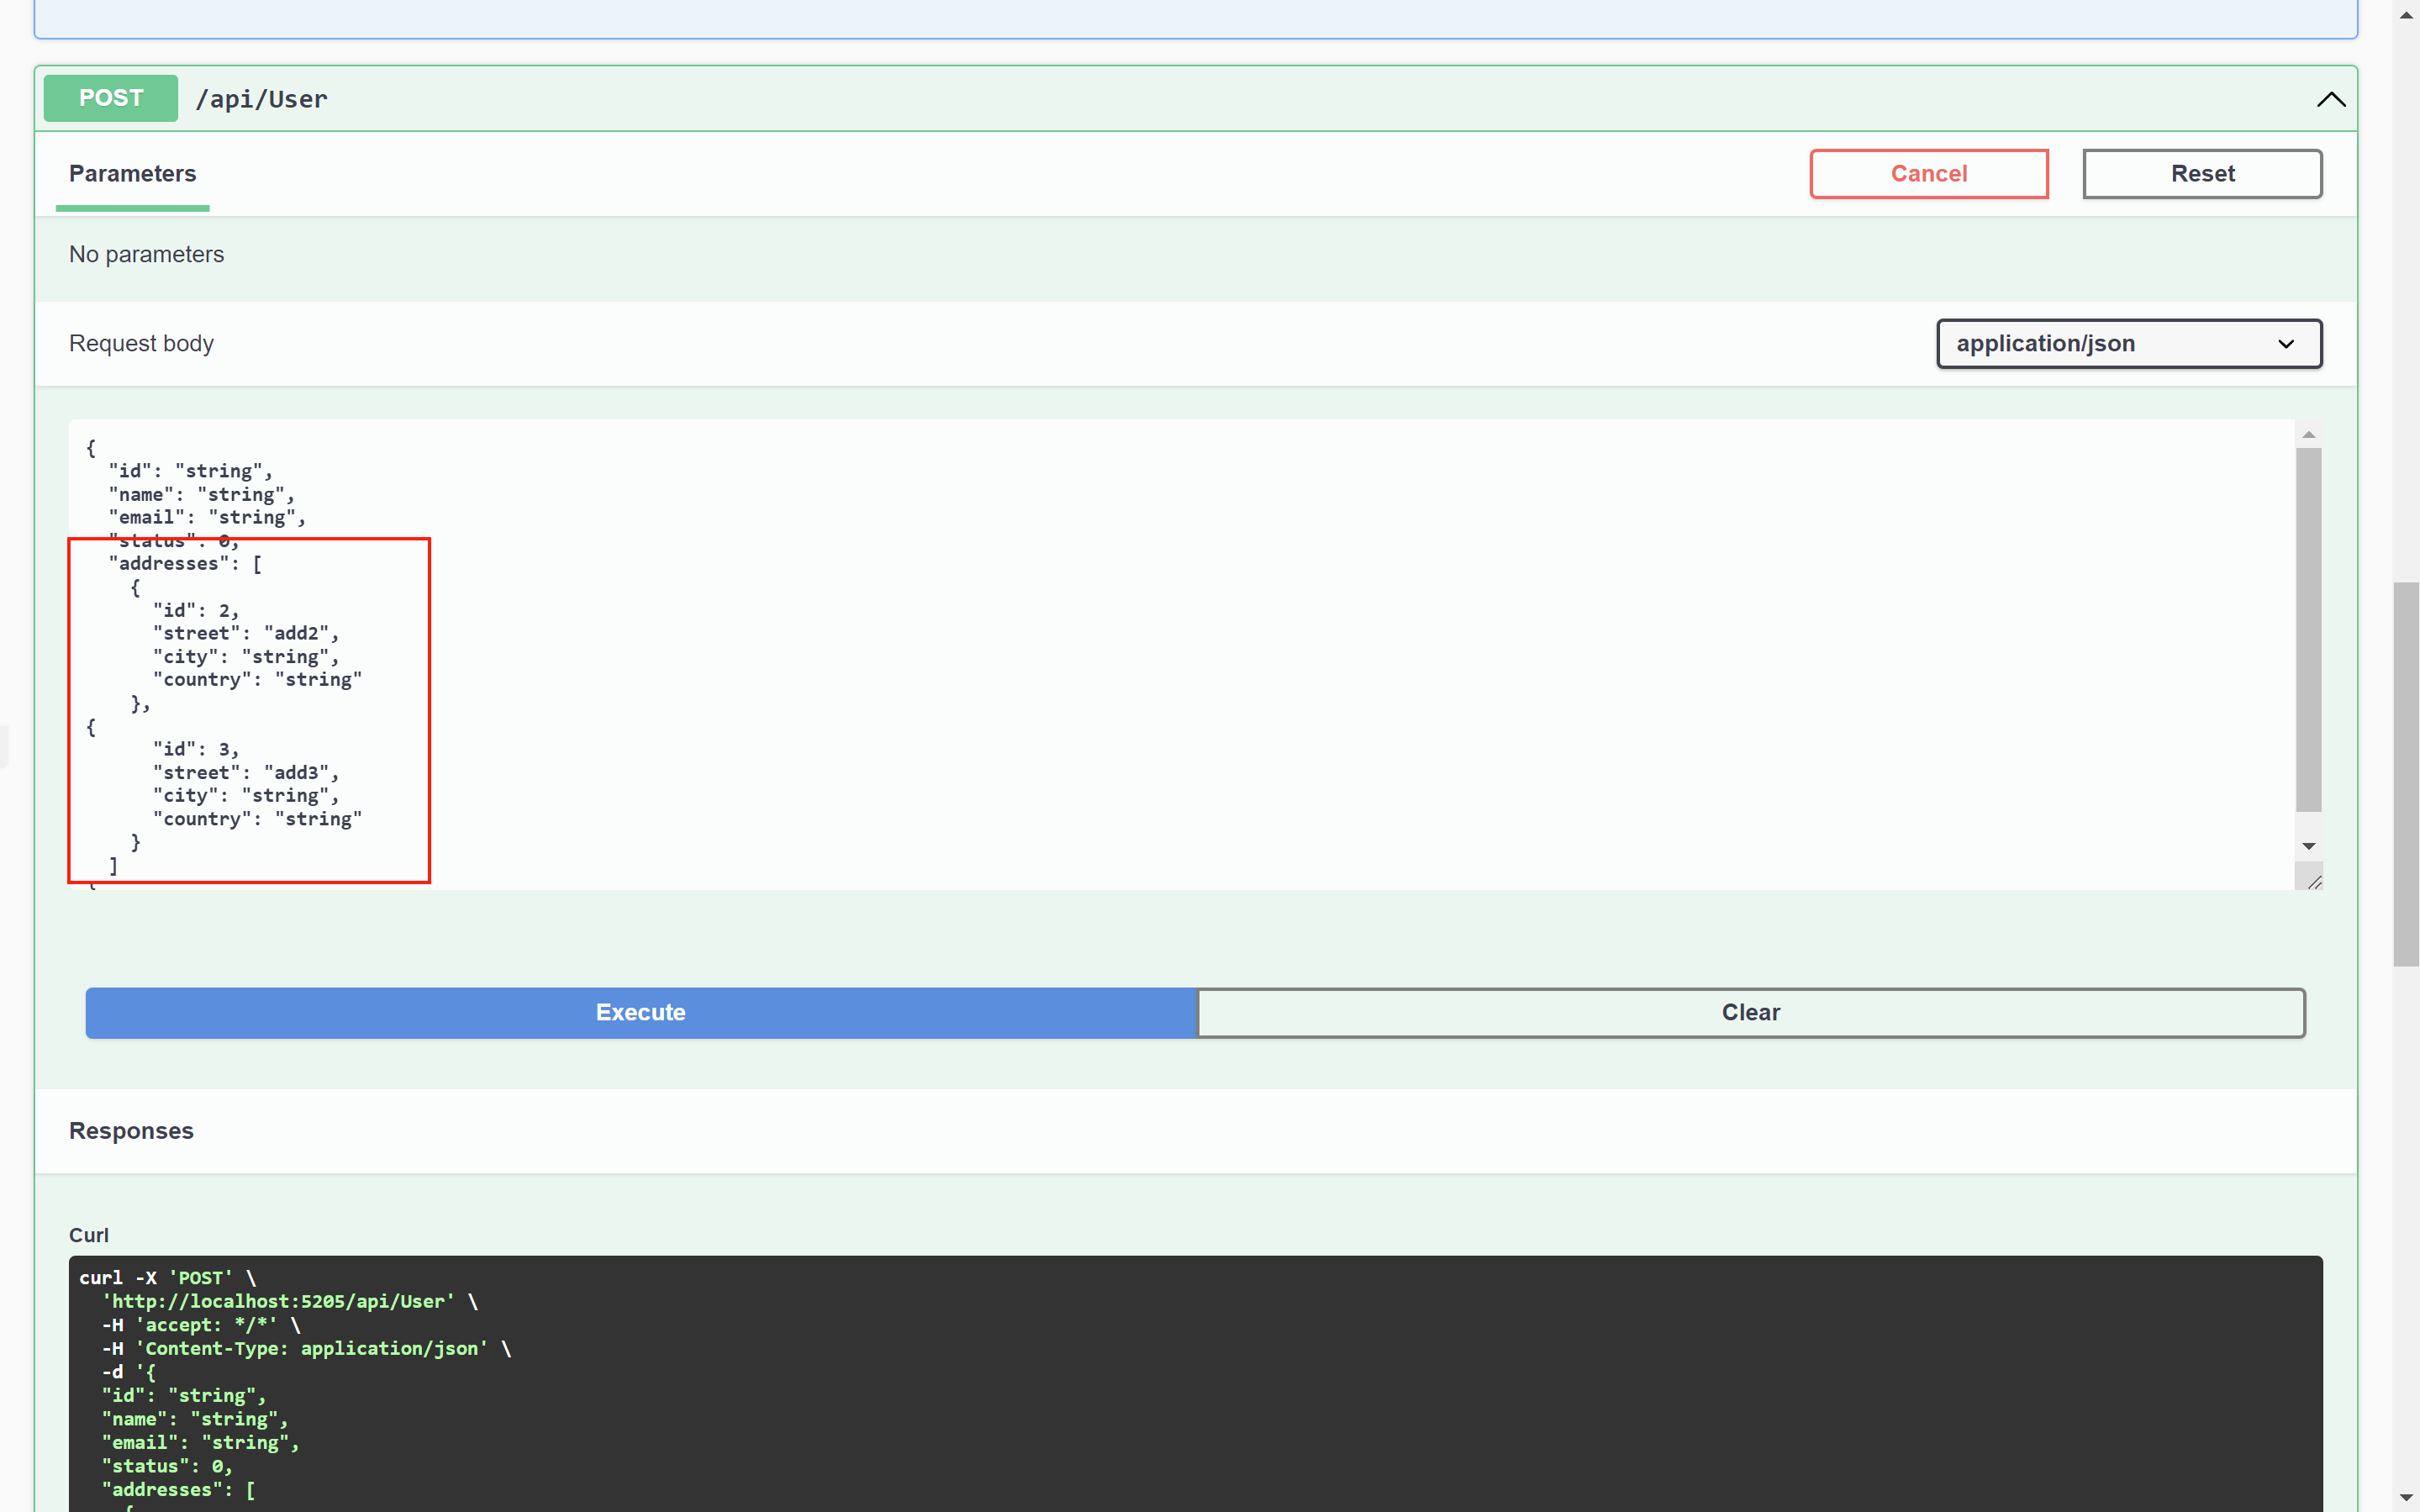 POST /api/User
Parameters
Cancel
Reset
No parameters
Request body
application/json
{
  "id": "string",
  "name": "string",
  "email": "string",
  "status": 0,
  "addresses": [
    {
      "id": 2,
      "street": "add2",
      "city": "string",
      "country": "string"
    },
{
      "id": 3,
      "street": "add3",
      "city": "string",
      "country": "string"
    }
  ]
Execute
Clear
Responses
Curl
curl -X 'POST' \
  'http://localhost:5205/api/User' \
  -H 'accept: */*' \
  -H 'Content-Type: application/json' \
  -d '{
  "id": "string",
  "name": "string",
  "email": "string",
  "status": 0,
  "addresses": [